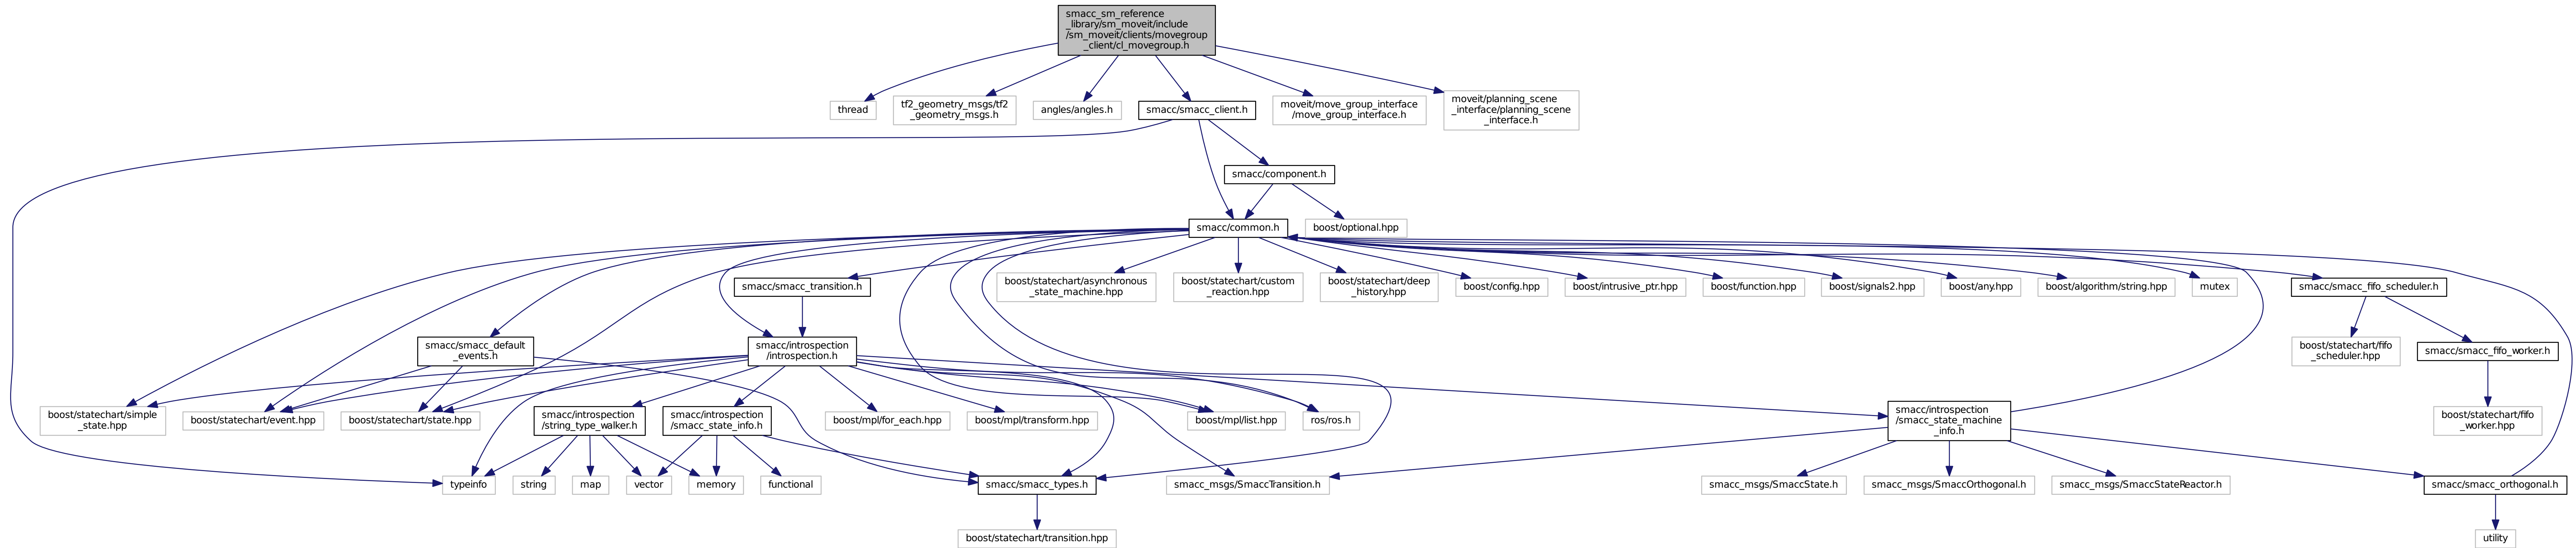 smacc_sm_reference
_library/sm_moveit/include
/sm_moveit/clients/movegroup
_client/cl_movegroup.h
thread
tf2_geometry_msgs/tf2
_geometry_msgs.h
angles/angles.h
smacc/smacc_client.h
moveit/move_group_interface
/move_group_interface.h
moveit/planning_scene
_interface/planning_scene
_interface.h
smacc/component.h
smacc/common.h
boost/optional.hpp
smacc/smacc_transition.h
boost/statechart/asynchronous
_state_machine.hpp
boost/statechart/custom
_reaction.hpp
boost/statechart/deep
_history.hpp
boost/config.hpp
boost/intrusive_ptr.hpp
boost/function.hpp
boost/signals2.hpp
boost/any.hpp
boost/algorithm/string.hpp
mutex
smacc/smacc_fifo_scheduler.h
smacc/smacc_default
_events.h
smacc/introspection
/introspection.h
boost/statechart/fifo
_scheduler.hpp
smacc/smacc_fifo_worker.h
boost/statechart/simple
_state.hpp
boost/statechart/event.hpp
boost/statechart/state.hpp
smacc/introspection
/string_type_walker.h
smacc/introspection
/smacc_state_info.h
boost/mpl/for_each.hpp
boost/mpl/transform.hpp
boost/mpl/list.hpp
ros/ros.h
smacc/introspection
/smacc_state_machine
_info.h
boost/statechart/fifo
_worker.hpp
typeinfo
string
map
vector
memory
functional
smacc/smacc_types.h
smacc_msgs/SmaccTransition.h
smacc_msgs/SmaccState.h
smacc_msgs/SmaccOrthogonal.h
smacc_msgs/SmaccStateReactor.h
smacc/smacc_orthogonal.h
boost/statechart/transition.hpp
utility